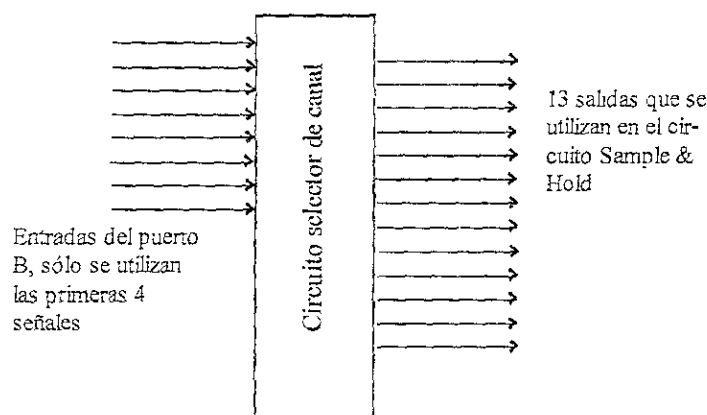 Entradas del puerto
B, sólo se utilizan
las primeras 4
señales
Circuito selector de canal
13 salidas que se
utilizan en el cir-
cuito Sample &
Hold